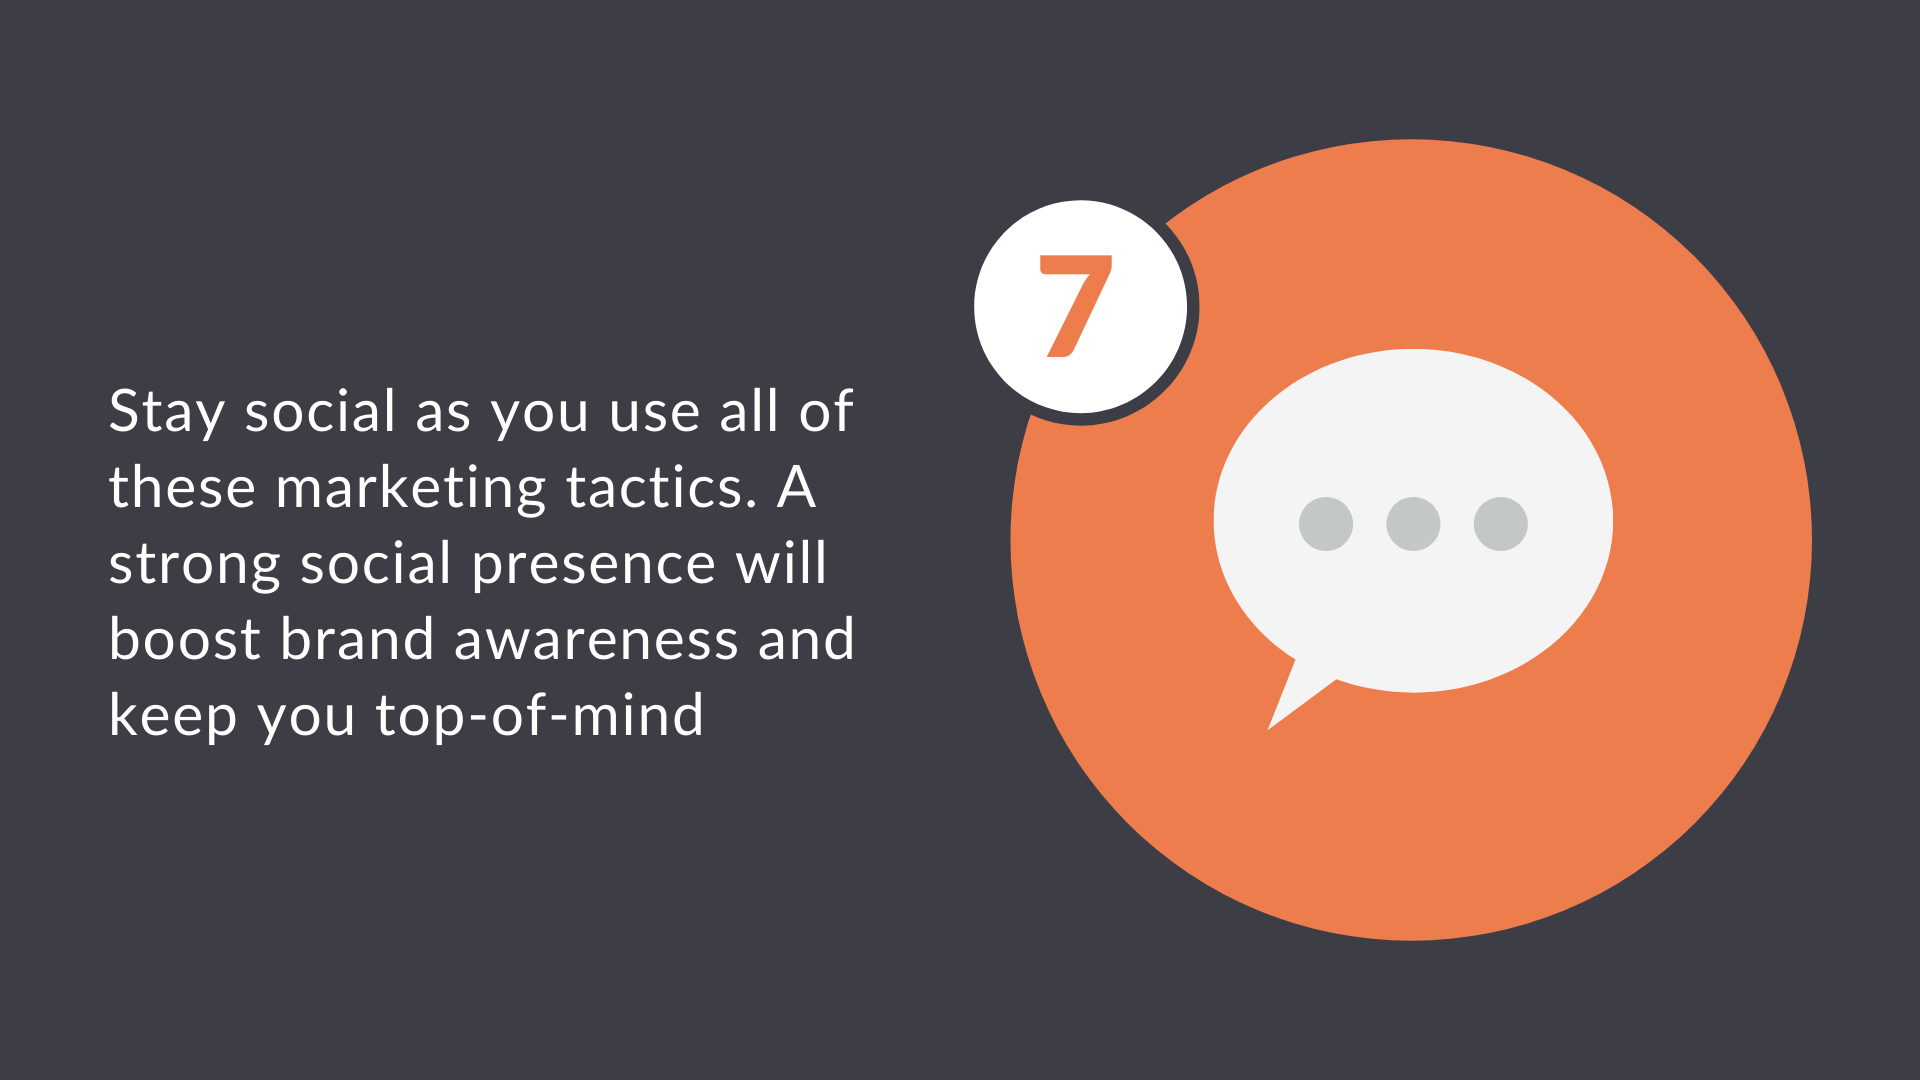 Stay social as you use all of
these marketing tactics. A
strong social presence will
boost brand awareness and
keep you top-of-mind
7